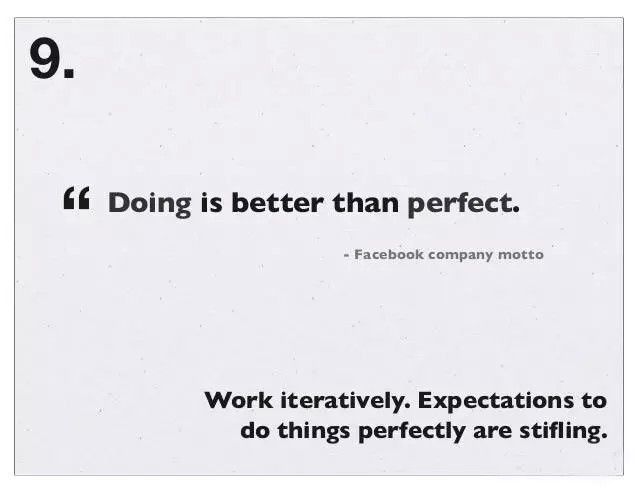 9.
“ Doing is better than perfect.
- Facebook company motto
Work iteratively. Expectations to
do things perfectly are stifling.